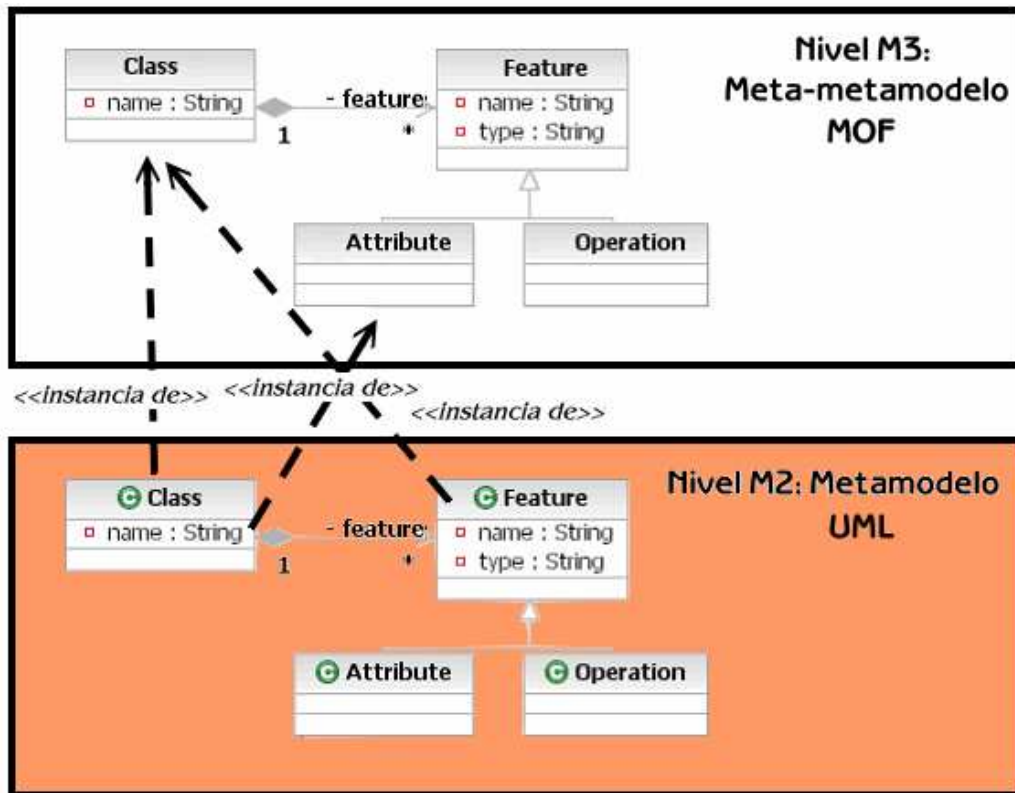 Nivel M3:
Meta-metamodelo
MOF
Class
name : String
- feature
1
*
Feature
name : String
type : String
Attribute
Operation
<<instancia de>>
<<instancia de>>
<<instancia de>>
Nivel M2: Metamodelo
UML
C Class
name : String
- feature
1
*
C Feature
name : String
type : String
C Attribute
C Operation